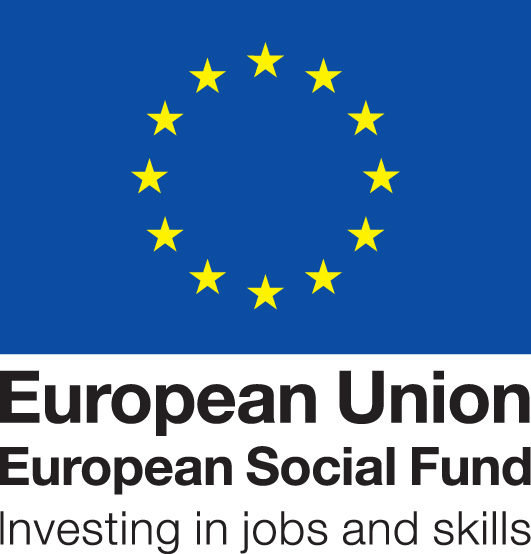 European Union
European Social Fund
Investing in jobs and skills